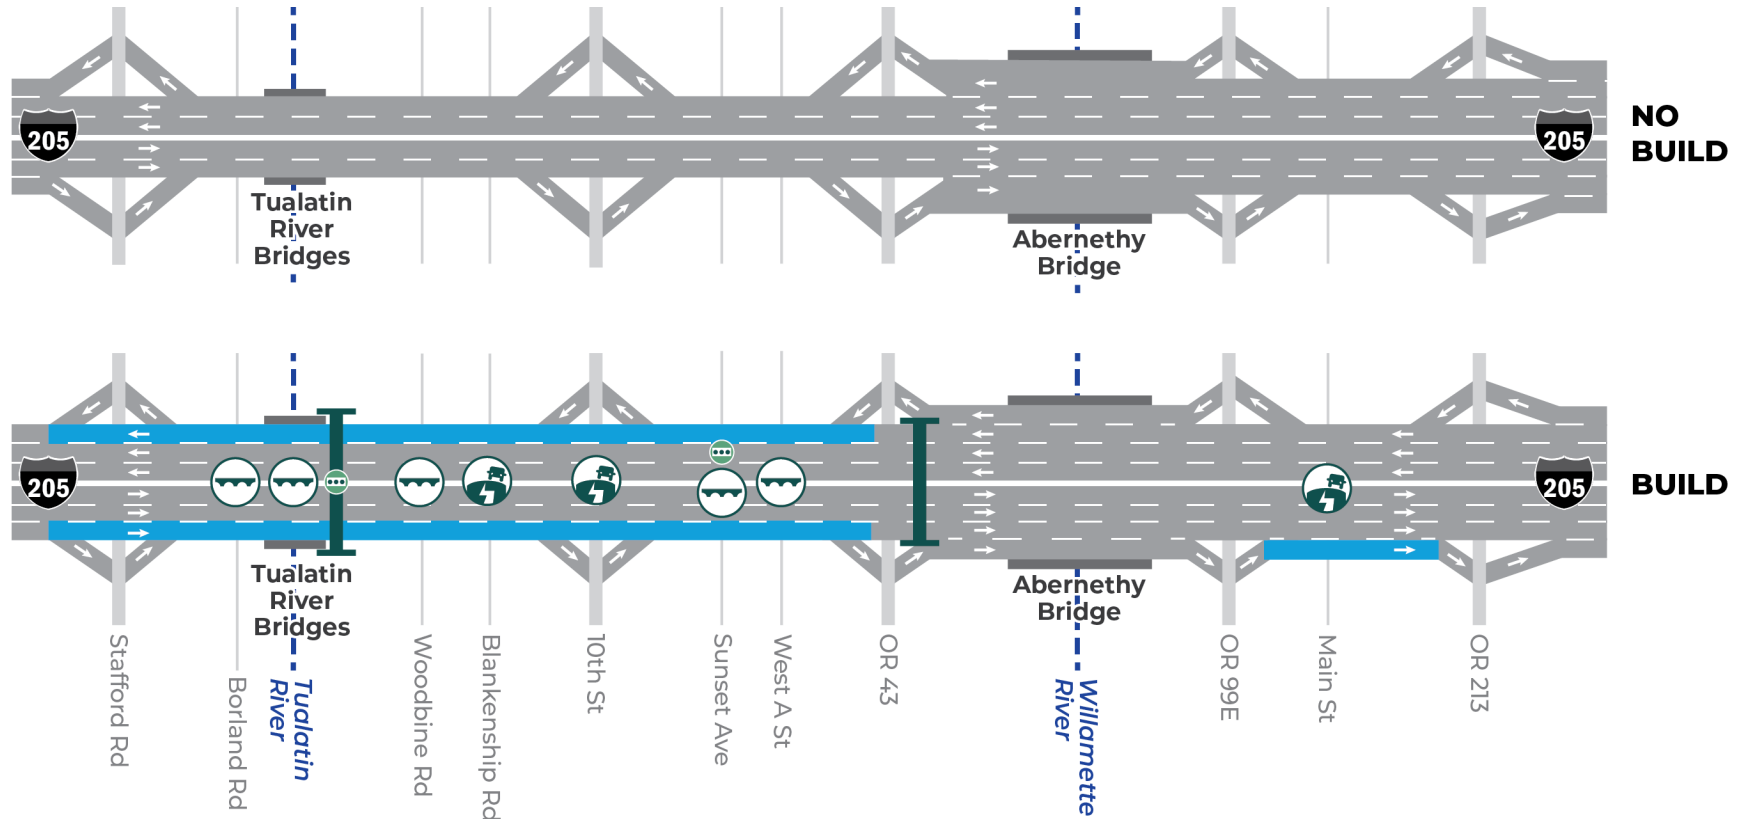 205
205
NO
BUILD
Tualatin
River
Bridges
Abernethy
Bridge
205
205
BUILD
Tualatin
River
Bridges
Abernethy
Bridge
Stafford Rd
Borland Rd
Tualatin
River
Woodbine Rd
Blankenship Rd
10th St
Sunset Ave
West A St
OR 43
Willamette
River
OR 99E
Main St
OR 213